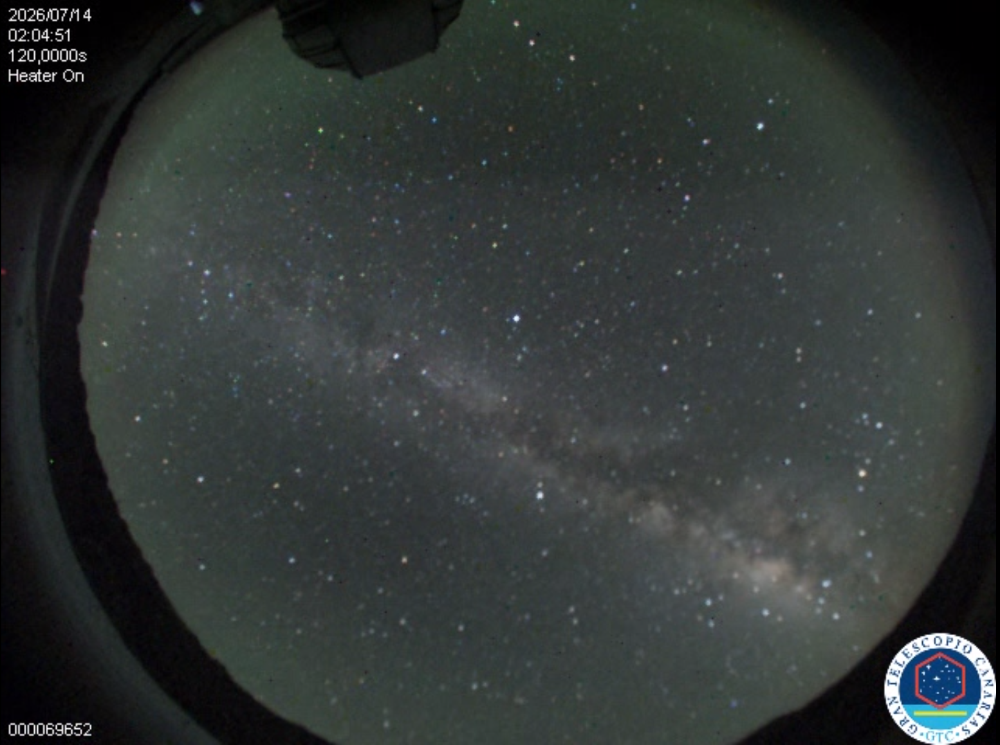 2026/07/14
02:04:51
120,0000s
Heater On
000069652
GRAN TELESCOPIO CANARIAS
GTC